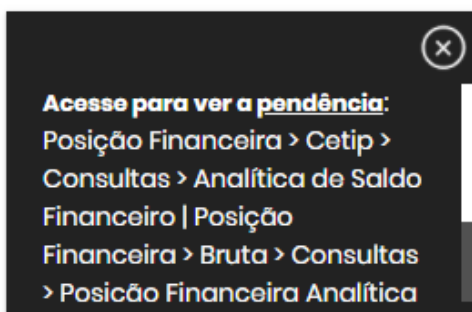 Acesse para ver a pendência:
Posição Financeira > Cetip >
Consultas > Analítica de Saldo
Financeiro | Posição
Financeira > Bruta > Consultas
> Posicão Financeira Analítica